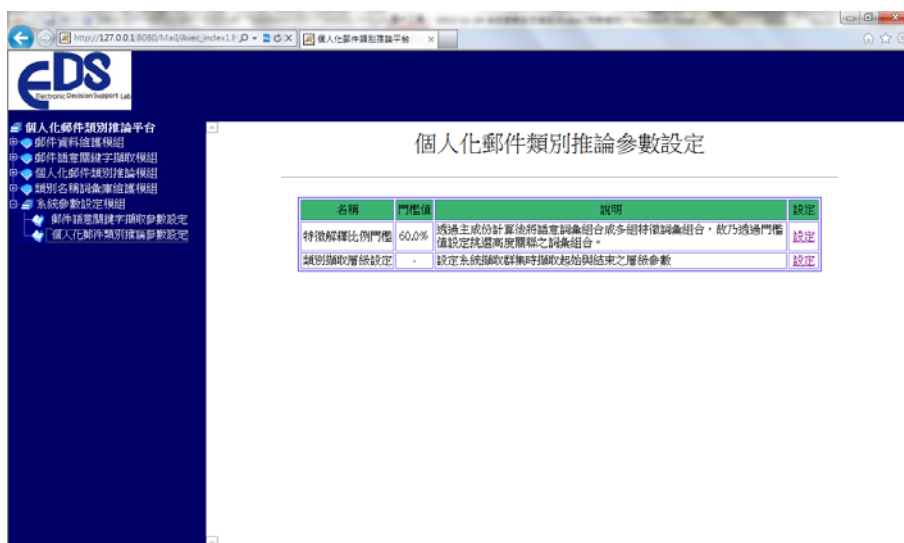 http://127.0.0.1:8080/Mail/Avec_index1.h
個人化郵件類別推論平台
EDS
Electronic Decision Support Lab
個人化郵件類別推論平台
郵件資料維護模組
郵件語意關鍵字擷取模組
個人化郵件類別推論模組
類別名稱詞彙庫維護模組
系統參數設定模組
郵件語意關鍵字擷取參數設定
個人化郵件類別推論參數設定
個人化郵件類別推論參數設定
名稱 門檻值 說明 設定
特徵解釋比例門檻 60.0% 透過主成份計算後將語意詞彙組合成多組特徵詞彙組合，故乃透過門檻
值設定挑選高度關聯之詞彙組合。 設定
類別擷取層級設定 - 設定系統擷取群集時擷取起始與結束之層級參數 設定